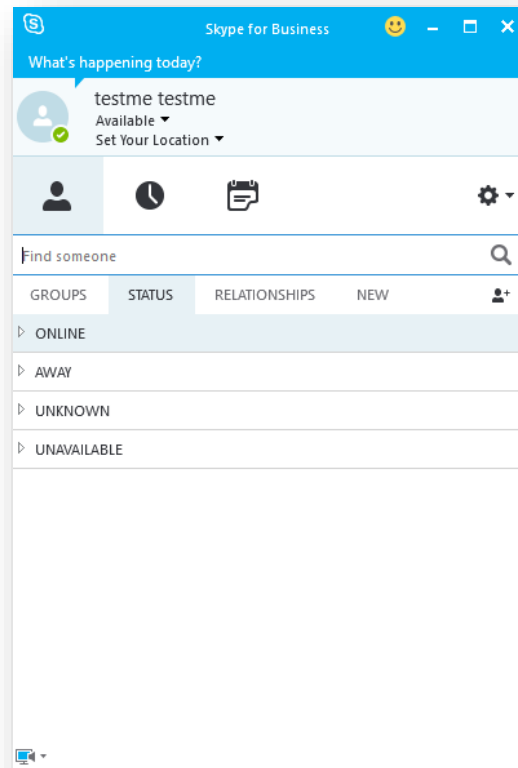 Skype for Business
What's happening today?
testme testme
Available
Set Your Location
Find someone
GROUPS STATUS RELATIONSHIPS NEW
ONLINE
AWAY
UNKNOWN
UNAVAILABLE